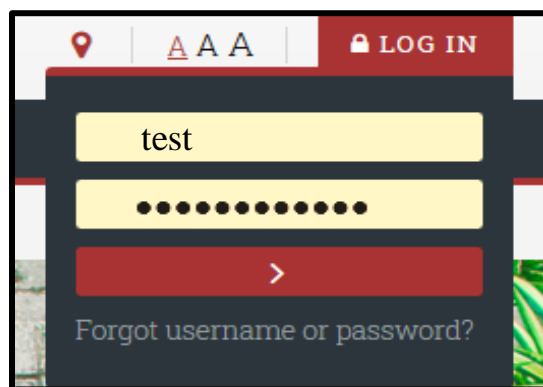 A A A LOG IN
test
●●●●●●●●●●●●
>
Forgot username or password?